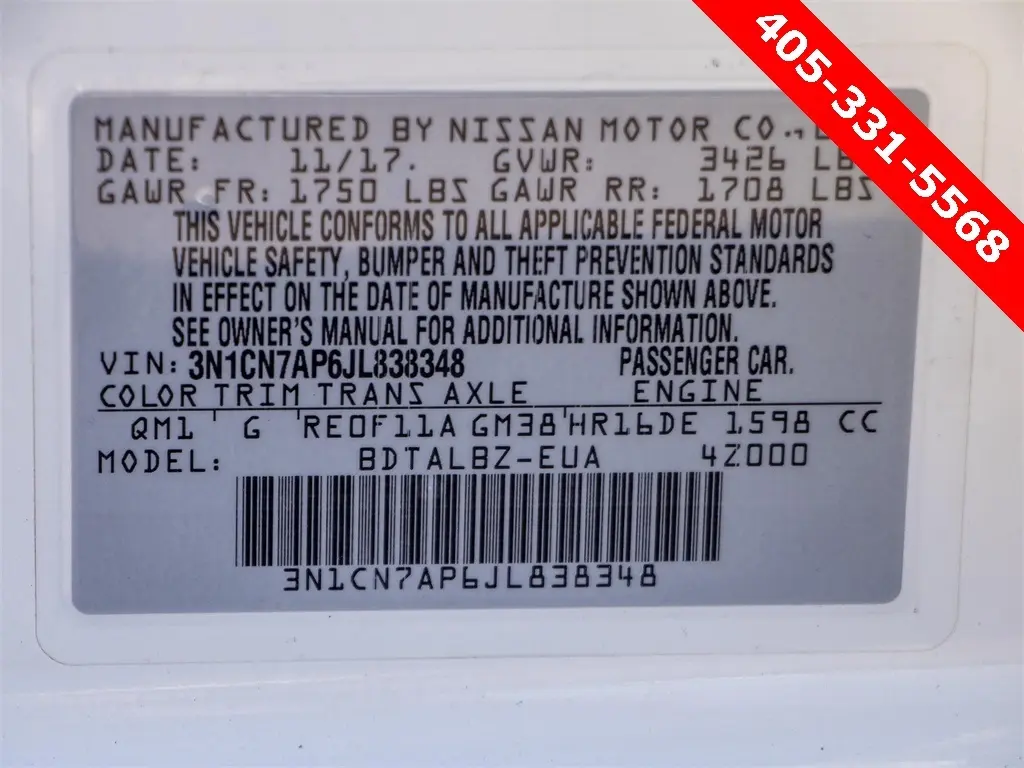 MANUFACTURED BY NISSAN MOTOR CO.,
DATE: 11/17. GVWR: 3426 LB
GAWR FR: 1750 LBS GAWR RR: 1708 LBS
THIS VEHICLE CONFORMS TO ALL APPLICABLE FEDERAL MOTOR
VEHICLE SAFETY, BUMPER AND THEFT PREVENTION STANDARDS
IN EFFECT ON THE DATE OF MANUFACTURE SHOWN ABOVE.
SEE OWNER'S MANUAL FOR ADDITIONAL INFORMATION.
VIN: 3N1CN7AP6JL838348 PASSENGER CAR.
COLOR TRIM TRANS AXLE ENGINE
QM1 G RE0F11A GM38 HR16DE 1598 CC
MODEL: BDTALBZ-EUA 4Z000
3N1CN7AP6JL838348
405-331-5568